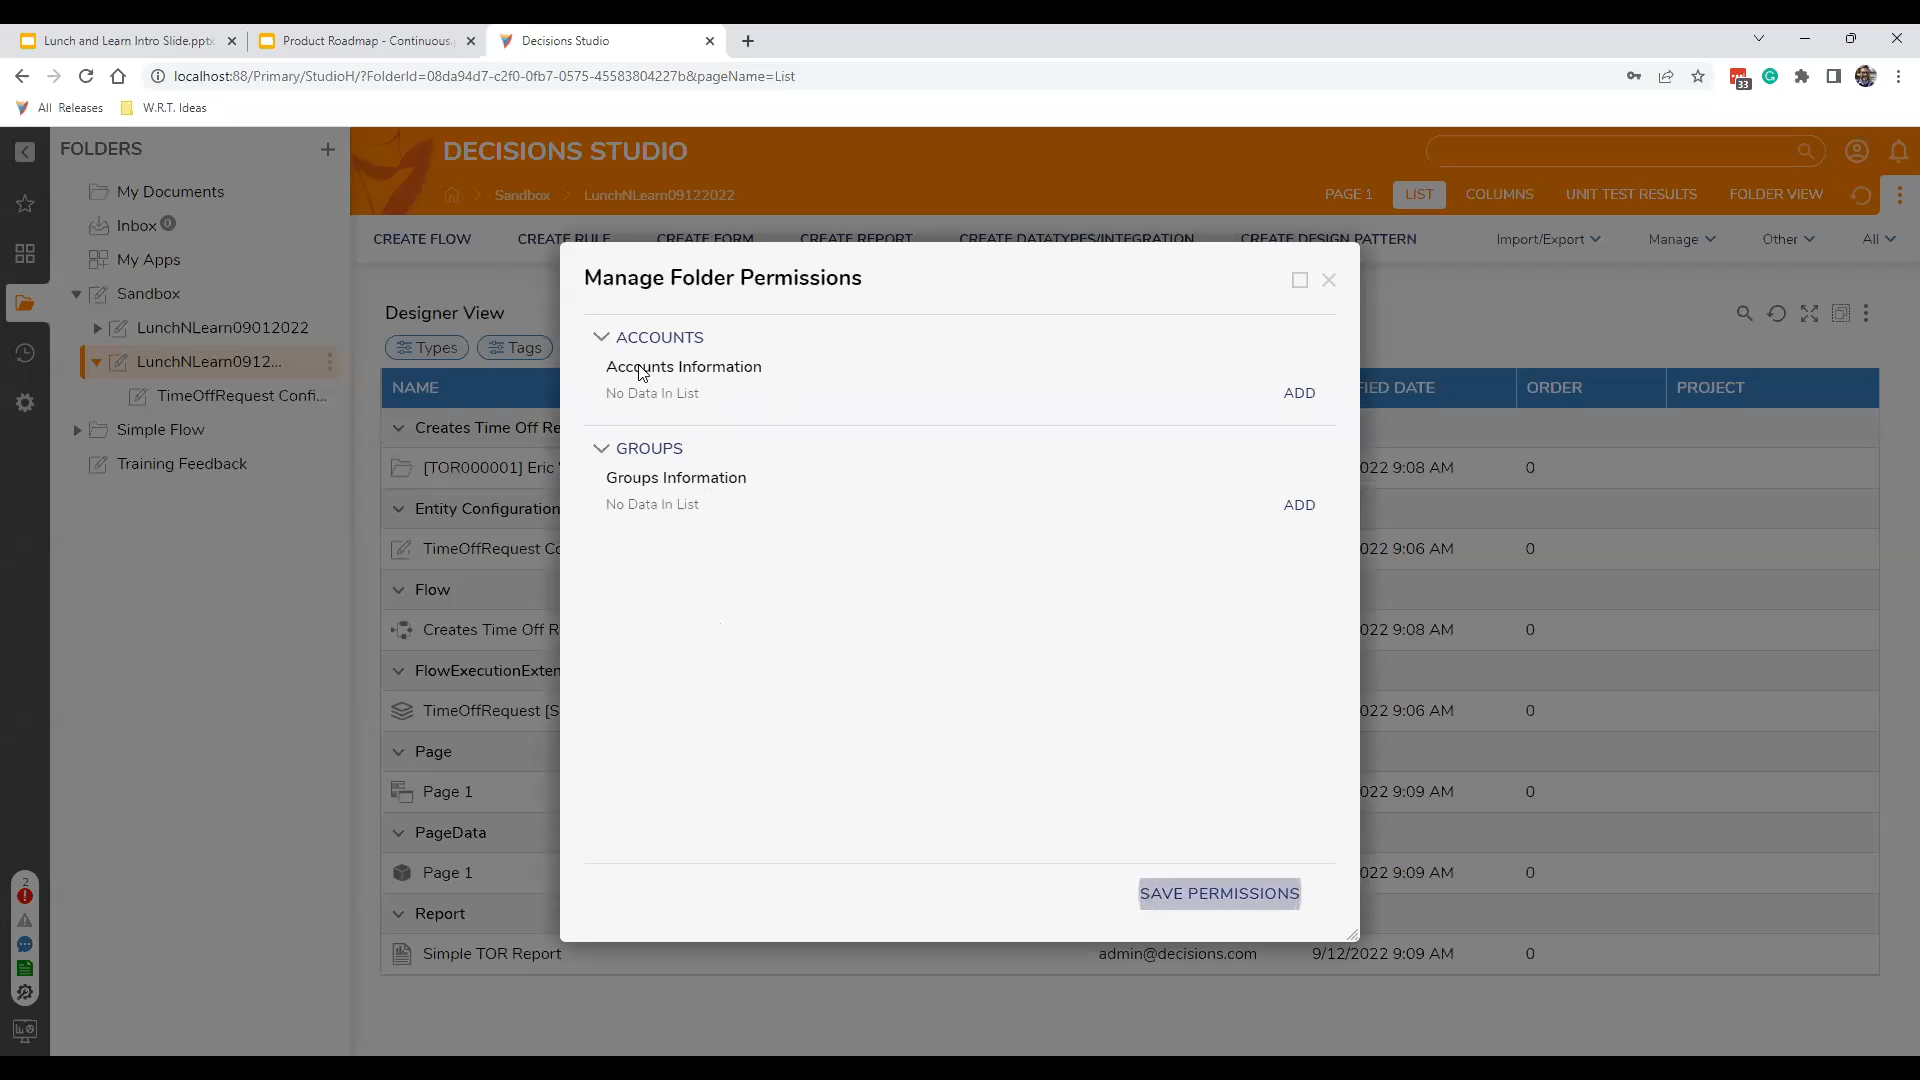 Lunch and Learn Intro Slide.pptx
Product Roadmap - Continuous.
Decisions Studio
localhost:88/Primary/StudioH/?FolderId=08da94d7-c2f0-0fb7-0575-45583804227b&pageName=List
33
All Releases
W.R.T. Ideas
FOLDERS
My Documents
Inbox 0
My Apps
Sandbox
LunchNLearn09012022
LunchNLearn0912...
TimeOffRequest Confi...
Simple Flow
Training Feedback
2
DECISIONS STUDIO
Sandbox
LunchNLearn09122022
PAGE 1
LIST
COLUMNS
UNIT TEST RESULTS
FOLDER VIEW
CREATE FLOW
CREATE RULE
CREATE FORM
CREATE REPORT
CREATE DATATYPES/INTEGRATION
CREATE DESIGN PATTERN
Import/Export
Manage
Other
All
Designer View
Types
Tags
NAME
FIED DATE
ORDER
PROJECT
Creates Time Off Re
[TOR000001] Eric
022 9:08 AM
0
Entity Configuration
TimeOffRequest Co
022 9:06 AM
0
Flow
Creates Time Off R
022 9:08 AM
0
FlowExecutionExten
TimeOffRequest [S
022 9:06 AM
0
Page
Page 1
022 9:09 AM
0
PageData
Page 1
022 9:09 AM
0
Report
Simple TOR Report
admin@decisions.com
9/12/2022 9:09 AM
0
Manage Folder Permissions
ACCOUNTS
Accounts Information
No Data In List
ADD
GROUPS
Groups Information
No Data In List
ADD
SAVE PERMISSIONS